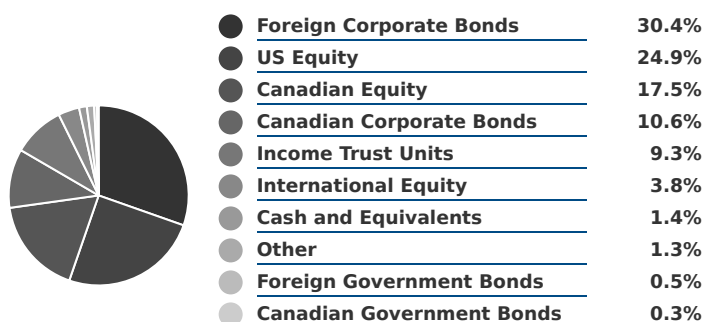 Foreign Corporate Bonds 30.4%
US Equity 24.9%
Canadian Equity 17.5%
Canadian Corporate Bonds 10.6%
Income Trust Units 9.3%
International Equity 3.8%
Cash and Equivalents 1.4%
Other 1.3%
Foreign Government Bonds 0.5%
Canadian Government Bonds 0.3%